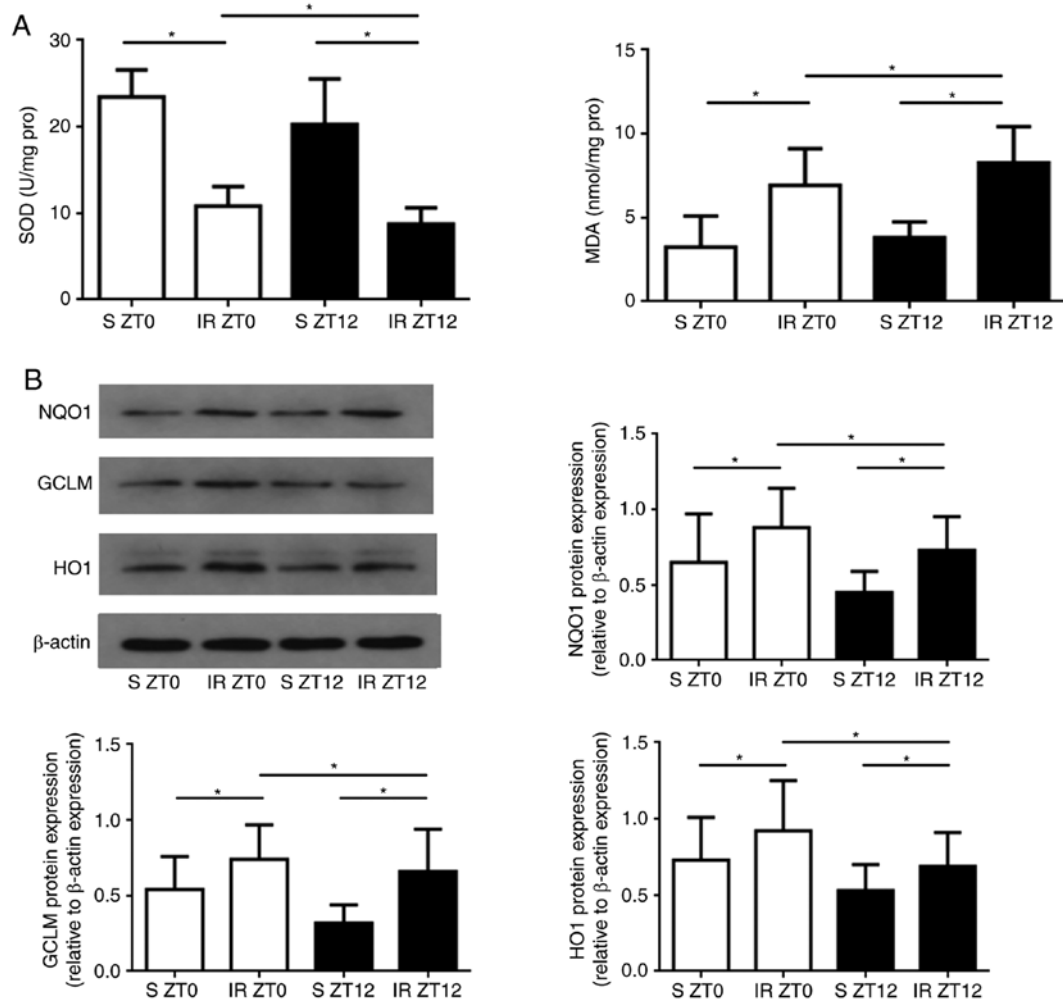 A
SOD (U/mg pro)
30
20
10
0
*
*
*
S ZT0 IR ZT0 S ZT12 IR ZT12
MDA (nmol/mg pro)
15
10
5
0
*
*
*
S ZT0 IR ZT0 S ZT12 IR ZT12
B
NQO1
GCLM
HO1
β-actin
S ZT0 IR ZT0 S ZT12 IR ZT12
NQO1 protein expression
(relative to β-actin expression)
1.5
1.0
0.5
0.0
*
*
*
S ZT0 IR ZT0 S ZT12 IR ZT12
GCLM protein expression
(relative to β-actin expression)
1.5
1.0
0.5
0.0
*
*
*
S ZT0 IR ZT0 S ZT12 IR ZT12
HO1 protein expression
(relative to β-actin expression)
1.5
1.0
0.5
0.0
*
*
*
S ZT0 IR ZT0 S ZT12 IR ZT12